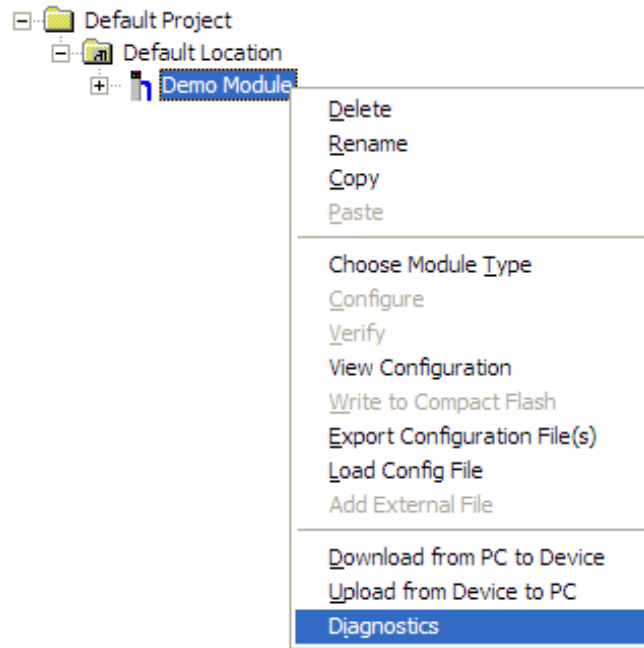 Default Project
Default Location
Demo Module
Delete
Rename
Copy
Paste
Choose Module Type
Configure
Verify
View Configuration
Write to Compact Flash
Export Configuration File(s)
Load Config File
Add External File
Download from PC to Device
Upload from Device to PC
Diagnostics